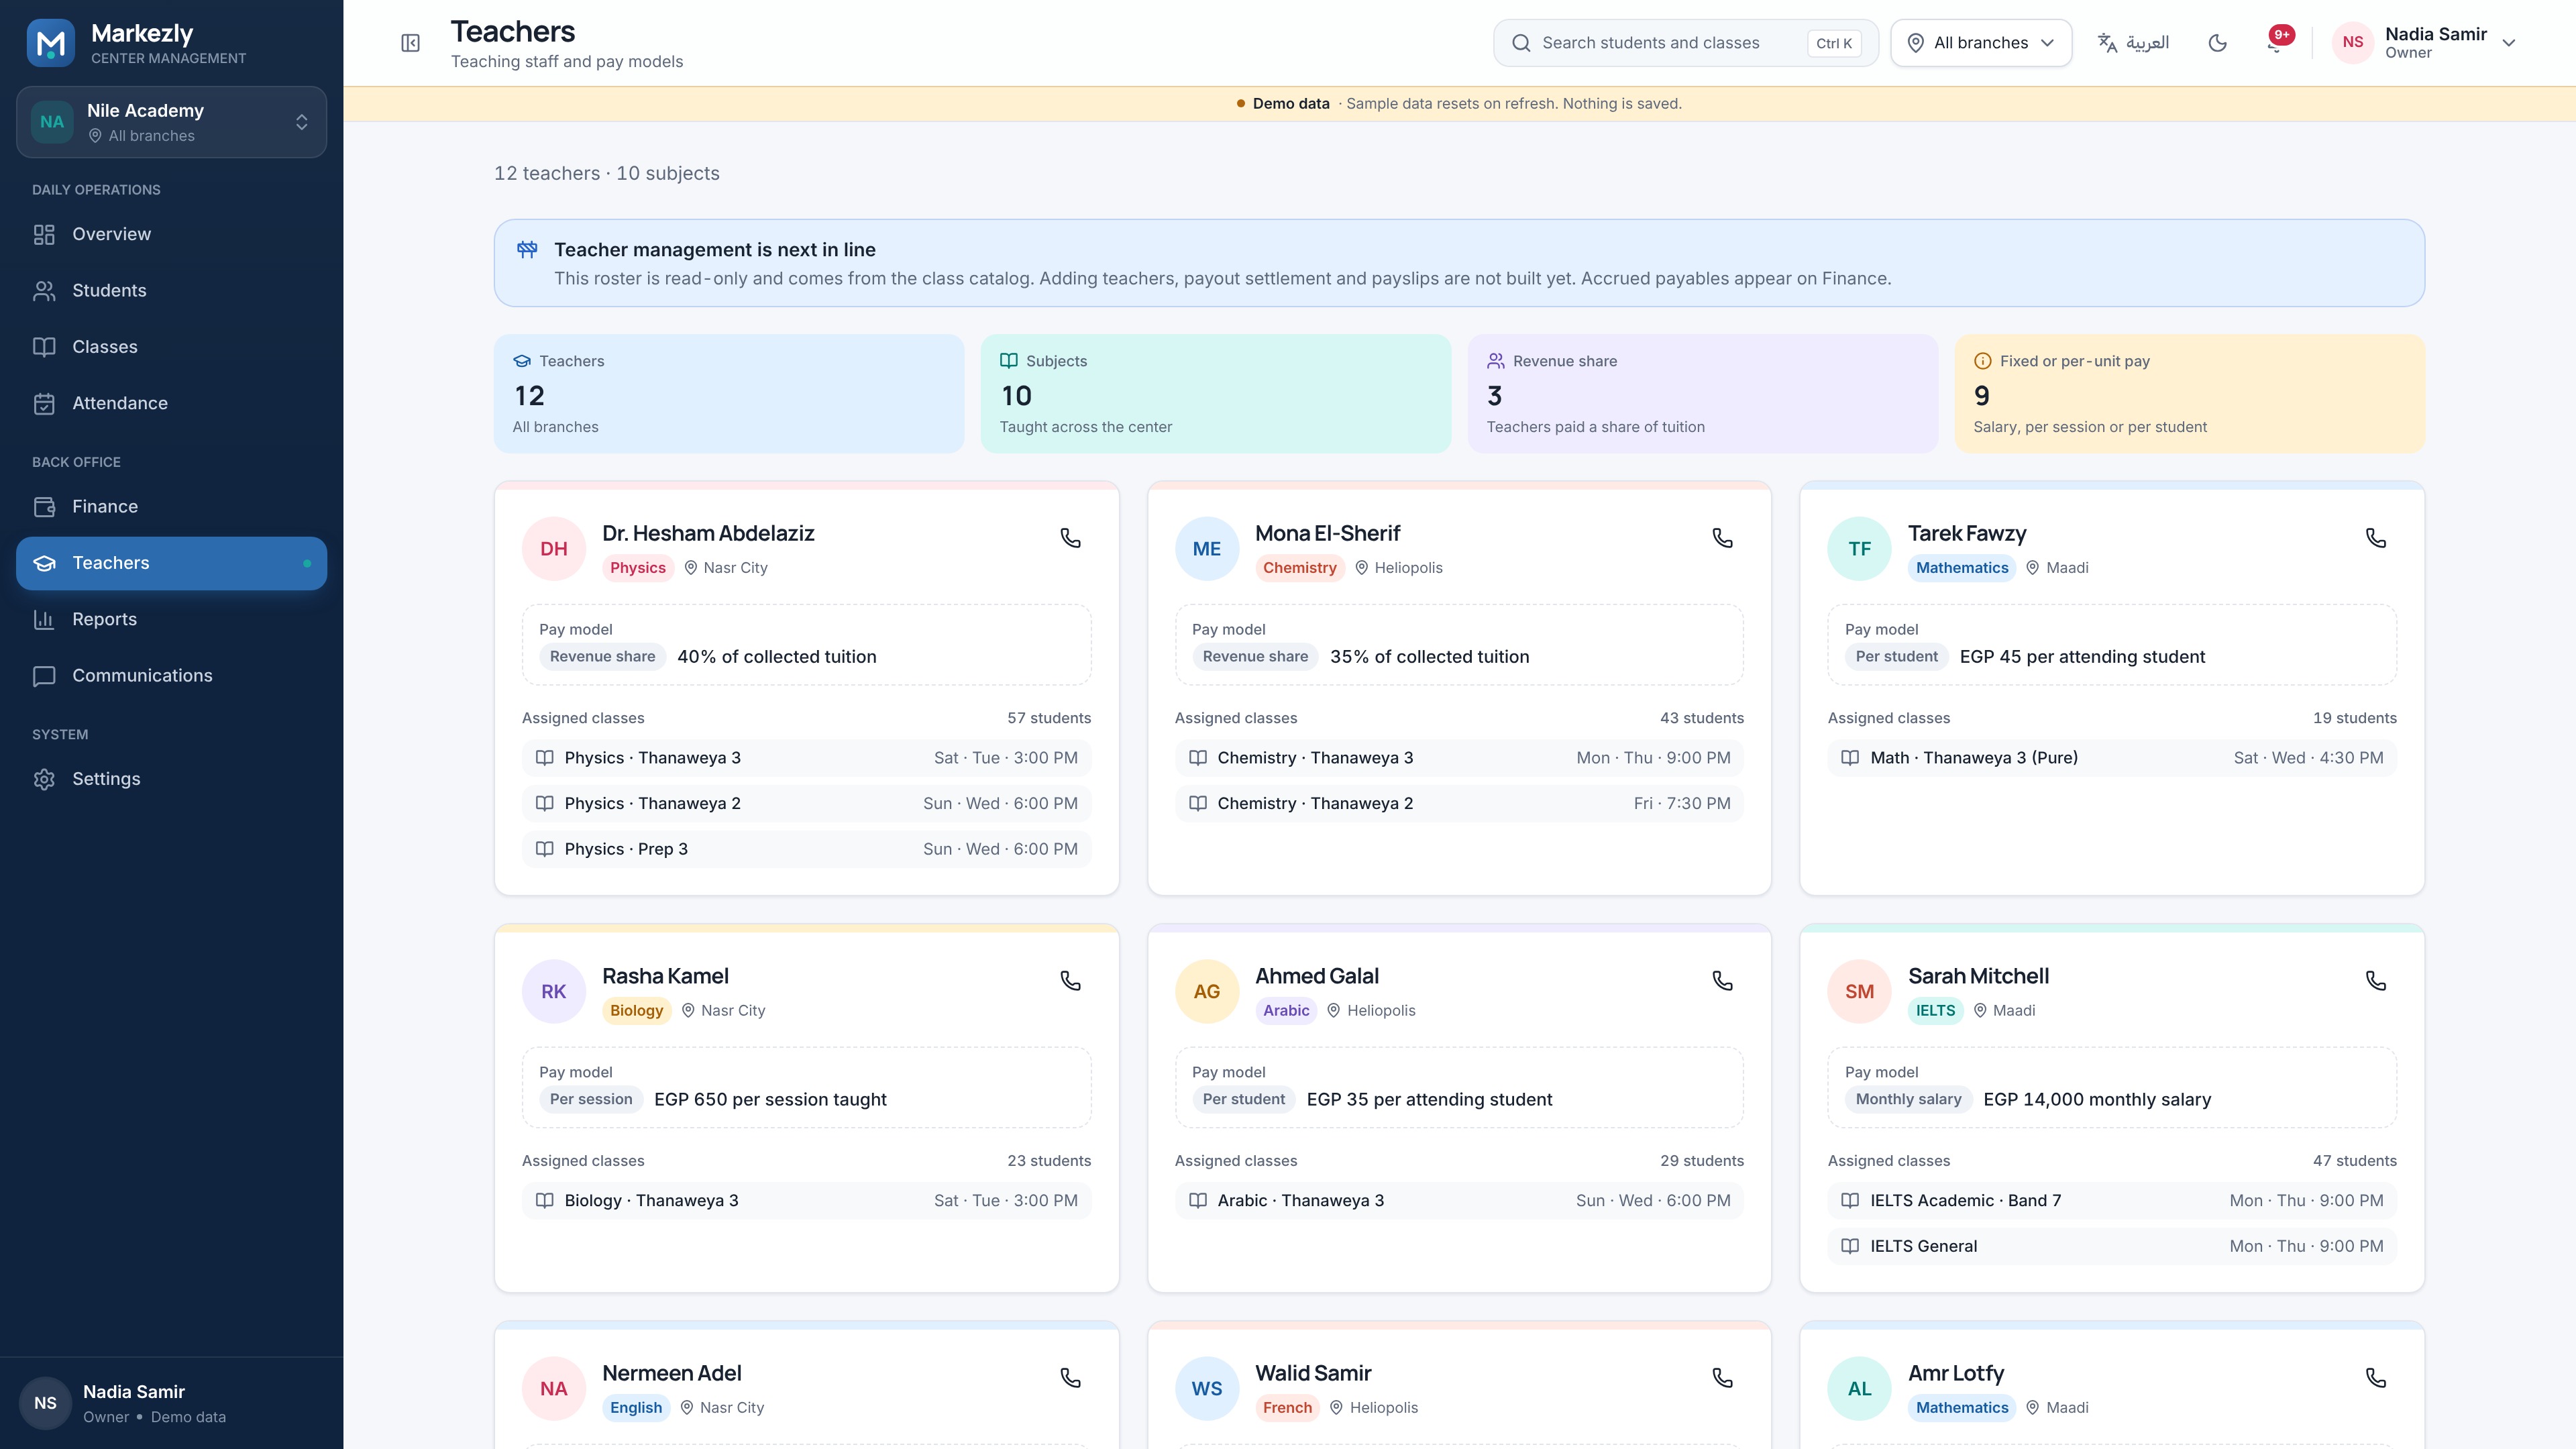 Markezly
CENTER MANAGEMENT
NA
Nile Academy
All branches
DAILY OPERATIONS
Overview
Students
Classes
Attendance
BACK OFFICE
Finance
Teachers
Reports
Communications
SYSTEM
Settings
NS
Nadia Samir
Owner • Demo data
Teachers
Teaching staff and pay models
Search students and classes
Ctrl K
All branches
العربية
9+
NS
Nadia Samir
Owner
Demo data · Sample data resets on refresh. Nothing is saved.
12 teachers · 10 subjects
Teacher management is next in line
This roster is read-only and comes from the class catalog. Adding teachers, payout settlement and payslips are not built yet. Accrued payables appear on Finance.
Teachers
12
All branches
Subjects
10
Taught across the center
Revenue share
3
Teachers paid a share of tuition
Fixed or per-unit pay
9
Salary, per session or per student
DH
Dr. Hesham Abdelaziz
Physics
Nasr City
Pay model
Revenue share 40% of collected tuition
Assigned classes 57 students
Physics · Thanaweya 3 Sat · Tue · 3:00 PM
Physics · Thanaweya 2 Sun · Wed · 6:00 PM
Physics · Prep 3 Sun · Wed · 6:00 PM
ME
Mona El-Sherif
Chemistry
Heliopolis
Pay model
Revenue share 35% of collected tuition
Assigned classes 43 students
Chemistry · Thanaweya 3 Mon · Thu · 9:00 PM
Chemistry · Thanaweya 2 Fri · 7:30 PM
TF
Tarek Fawzy
Mathematics
Maadi
Pay model
Per student EGP 45 per attending student
Assigned classes 19 students
Math · Thanaweya 3 (Pure) Sat · Wed · 4:30 PM
RK
Rasha Kamel
Biology
Nasr City
Pay model
Per session EGP 650 per session taught
Assigned classes 23 students
Biology · Thanaweya 3 Sat · Tue · 3:00 PM
AG
Ahmed Galal
Arabic
Heliopolis
Pay model
Per student EGP 35 per attending student
Assigned classes 29 students
Arabic · Thanaweya 3 Sun · Wed · 6:00 PM
SM
Sarah Mitchell
IELTS
Maadi
Pay model
Monthly salary EGP 14,000 monthly salary
Assigned classes 47 students
IELTS Academic · Band 7 Mon · Thu · 9:00 PM
IELTS General Mon · Thu · 9:00 PM
NA
Nermeen Adel
English
Nasr City
WS
Walid Samir
French
Heliopolis
AL
Amr Lotfy
Mathematics
Maadi